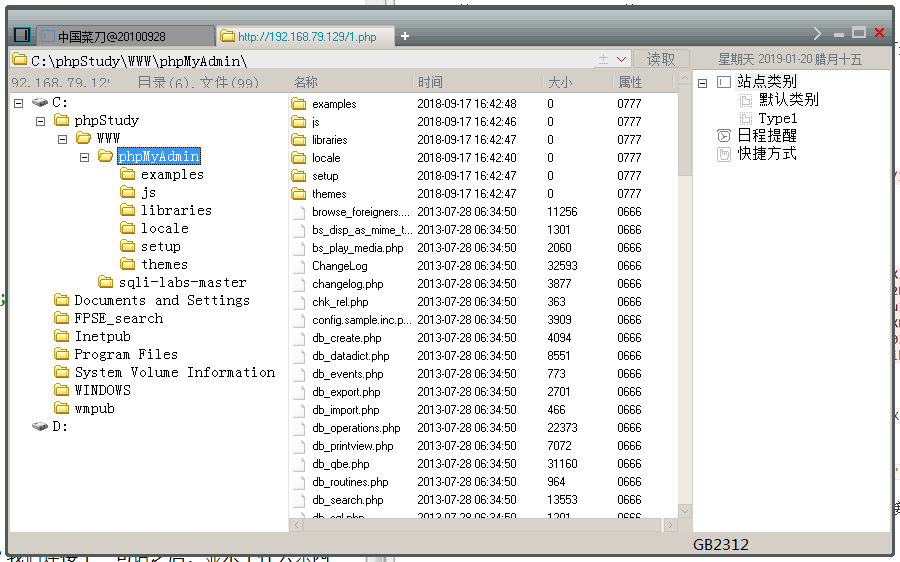 中国菜刀@20100928
http://192.168.79.129/1.php
+
C:\phpStudy\WWW\phpMyAdmin\
读取
星期天 2019-01-20 腊月十五
92.168.79.12 目录(6),文件(99)
名称 时间 大小 属性
C:
phpStudy
WWW
phpMyAdmin
examples
js
libraries
locale
setup
themes
sqli-labs-master
Documents and Settings
FPSE_search
Inetpub
Program Files
System Volume Information
WINDOWS
wmpub
D:
examples 2018-09-17 16:42:48 0 0777
js 2018-09-17 16:42:46 0 0777
libraries 2018-09-17 16:42:47 0 0777
locale 2018-09-17 16:42:40 0 0777
setup 2018-09-17 16:42:47 0 0777
themes 2018-09-17 16:42:47 0 0777
browse_foreigners.... 2013-07-28 06:34:50 11256 0666
bs_disp_as_mime_t... 2013-07-28 06:34:50 1301 0666
bs_play_media.php 2013-07-28 06:34:50 2060 0666
ChangeLog 2013-07-28 06:34:50 32593 0666
changelog.php 2013-07-28 06:34:50 3877 0666
chk_rel.php 2013-07-28 06:34:50 363 0666
config.sample.inc.p... 2013-07-28 06:34:50 3909 0666
db_create.php 2013-07-28 06:34:50 4094 0666
db_datadict.php 2013-07-28 06:34:50 8551 0666
db_events.php 2013-07-28 06:34:50 773 0666
db_export.php 2013-07-28 06:34:50 2701 0666
db_import.php 2013-07-28 06:34:50 466 0666
db_operations.php 2013-07-28 06:34:50 22373 0666
db_printview.php 2013-07-28 06:34:50 7072 0666
db_qbe.php 2013-07-28 06:34:50 31160 0666
db_routines.php 2013-07-28 06:34:50 964 0666
db_search.php 2013-07-28 06:34:50 13553 0666
db_sql.php 2013-07-28 06:34:50 1201 0666
站点类别
默认类别
Type1
日程提醒
快捷方式
GB2312